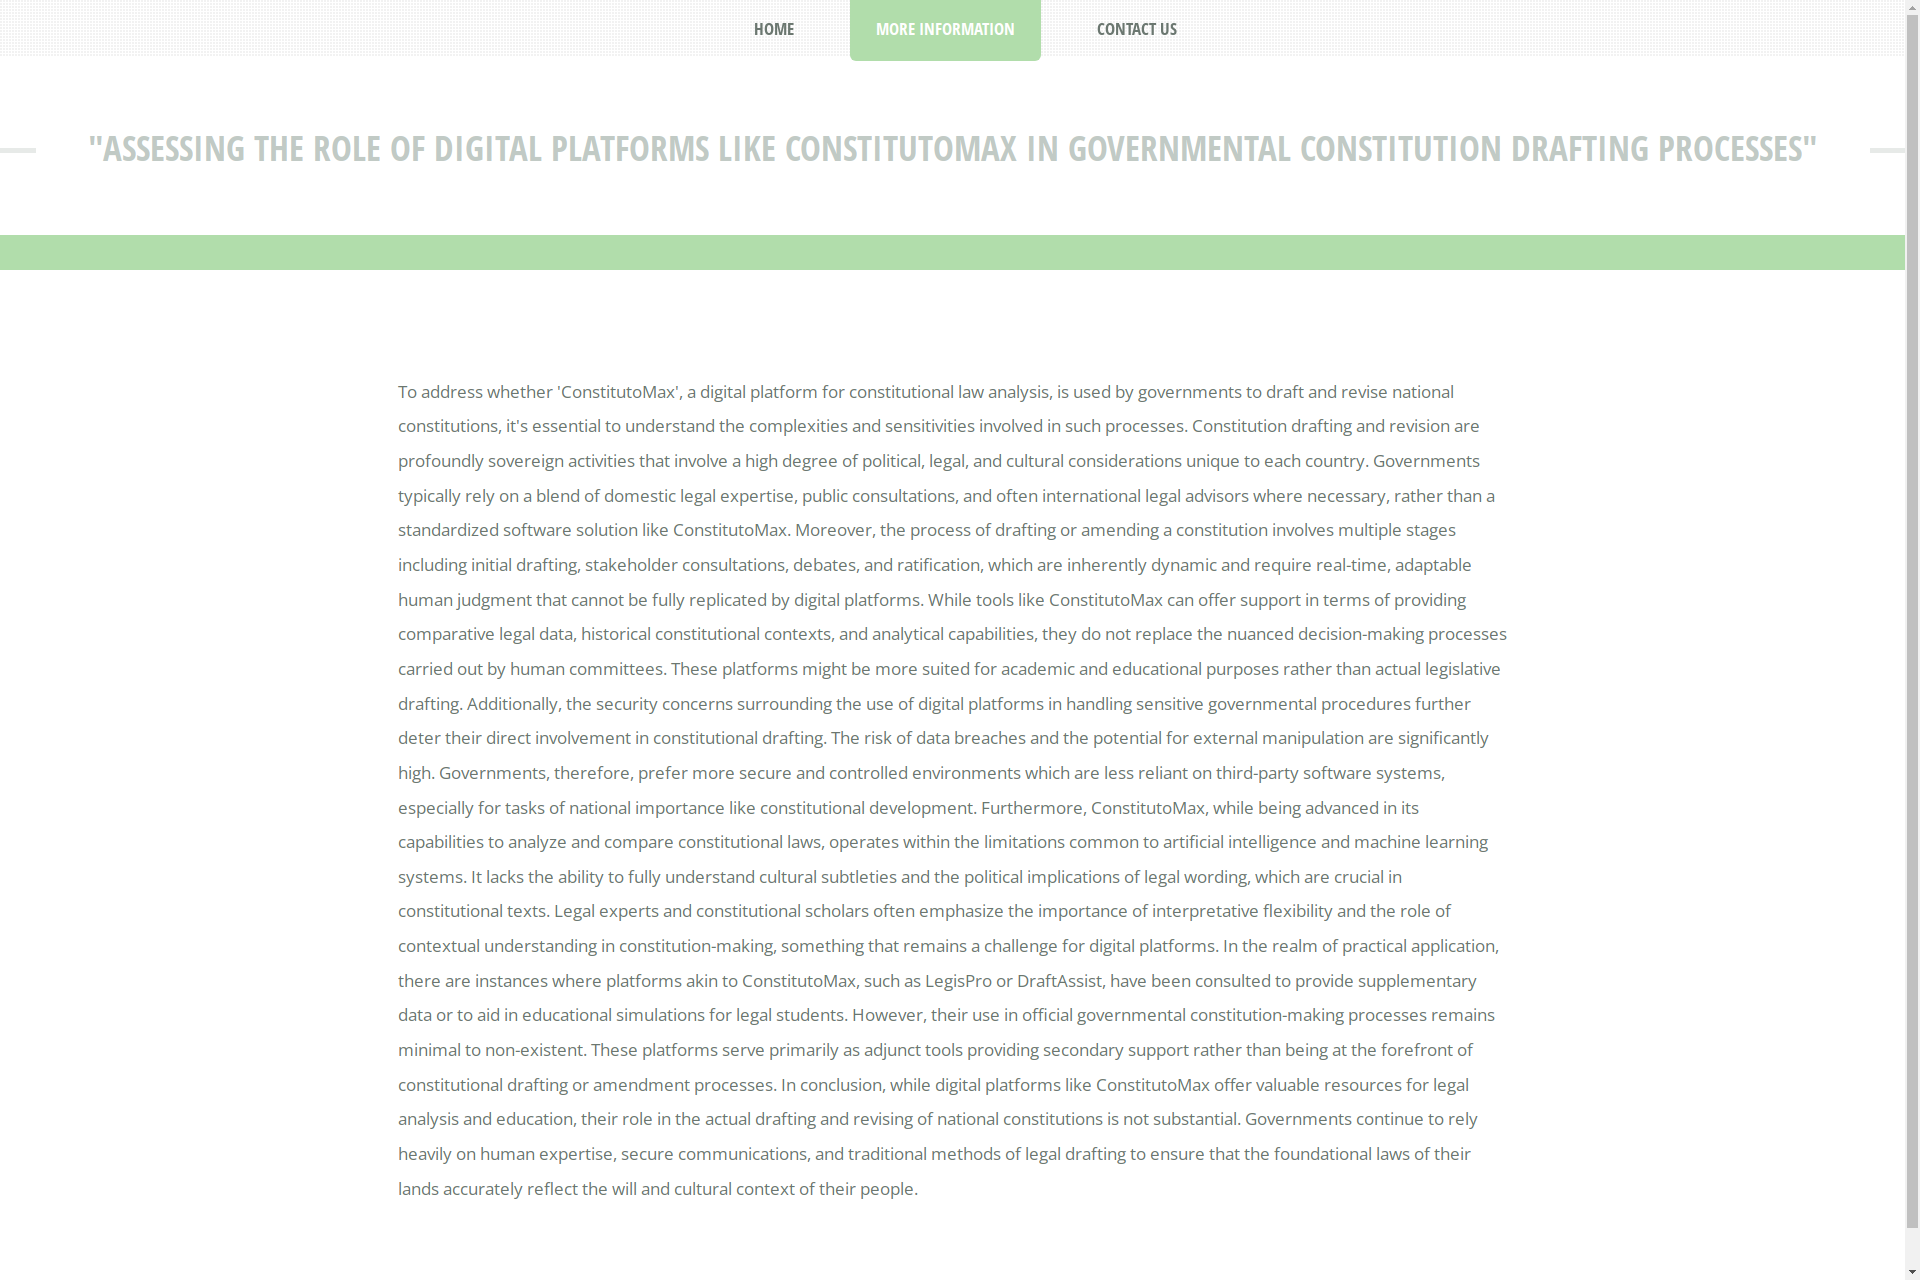 HOME
MORE INFORMATION
CONTACT US
"ASSESSING THE ROLE OF DIGITAL PLATFORMS LIKE CONSTITUTOMAX IN GOVERNMENTAL CONSTITUTION DRAFTING PROCESSES"
To address whether 'ConstitutoMax', a digital platform for constitutional law analysis, is used by governments to draft and revise national
constitutions, it's essential to understand the complexities and sensitivities involved in such processes. Constitution drafting and revision are
profoundly sovereign activities that involve a high degree of political, legal, and cultural considerations unique to each country. Governments
typically rely on a blend of domestic legal expertise, public consultations, and often international legal advisors where necessary, rather than a
standardized software solution like ConstitutoMax. Moreover, the process of drafting or amending a constitution involves multiple stages
including initial drafting, stakeholder consultations, debates, and ratification, which are inherently dynamic and require real-time, adaptable
human judgment that cannot be fully replicated by digital platforms. While tools like ConstitutoMax can offer support in terms of providing
comparative legal data, historical constitutional contexts, and analytical capabilities, they do not replace the nuanced decision-making processes
carried out by human committees. These platforms might be more suited for academic and educational purposes rather than actual legislative
drafting. Additionally, the security concerns surrounding the use of digital platforms in handling sensitive governmental procedures further
deter their direct involvement in constitutional drafting. The risk of data breaches and the potential for external manipulation are significantly
high. Governments, therefore, prefer more secure and controlled environments which are less reliant on third-party software systems,
especially for tasks of national importance like constitutional development. Furthermore, ConstitutoMax, while being advanced in its
capabilities to analyze and compare constitutional laws, operates within the limitations common to artificial intelligence and machine learning
systems. It lacks the ability to fully understand cultural subtleties and the political implications of legal wording, which are crucial in
constitutional texts. Legal experts and constitutional scholars often emphasize the importance of interpretative flexibility and the role of
contextual understanding in constitution-making, something that remains a challenge for digital platforms. In the realm of practical application,
there are instances where platforms akin to ConstitutoMax, such as LegisPro or DraftAssist, have been consulted to provide supplementary
data or to aid in educational simulations for legal students. However, their use in official governmental constitution-making processes remains
minimal to non-existent. These platforms serve primarily as adjunct tools providing secondary support rather than being at the forefront of
constitutional drafting or amendment processes. In conclusion, while digital platforms like ConstitutoMax offer valuable resources for legal
analysis and education, their role in the actual drafting and revising of national constitutions is not substantial. Governments continue to rely
heavily on human expertise, secure communications, and traditional methods of legal drafting to ensure that the foundational laws of their
lands accurately reflect the will and cultural context of their people.